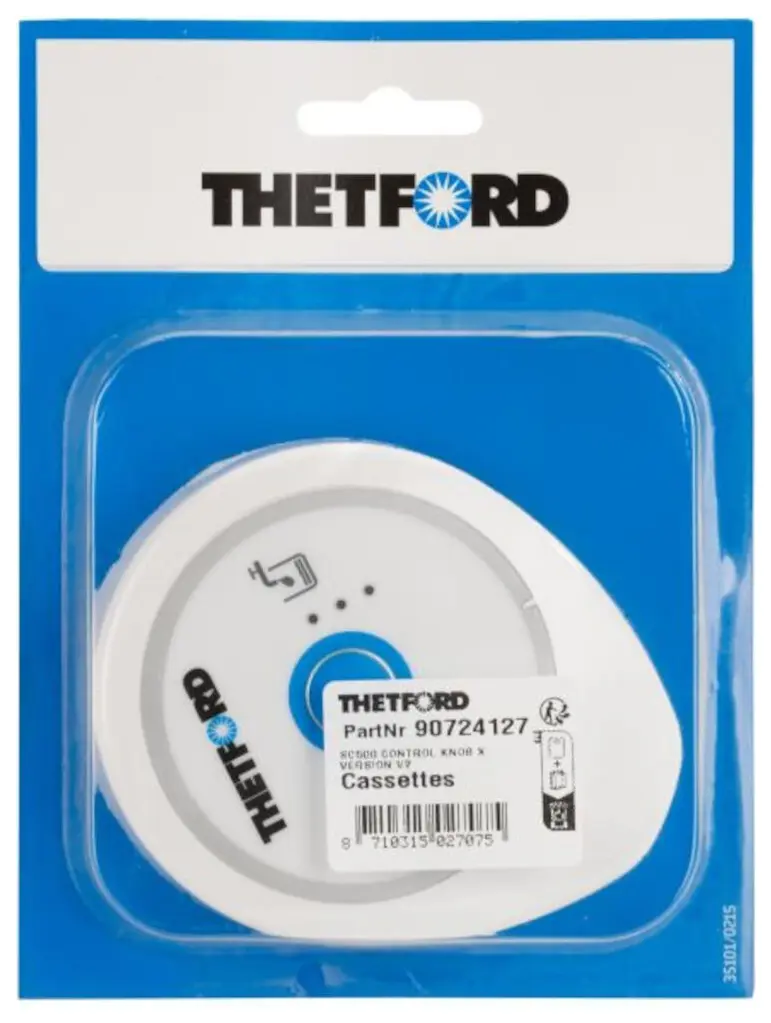 THETFORD
THETFORD
THETFORD
PartNr 90724127
SC500 CONTROL KNOB X
VERSION V2
Cassettes
8 710315 027075
35101/0215